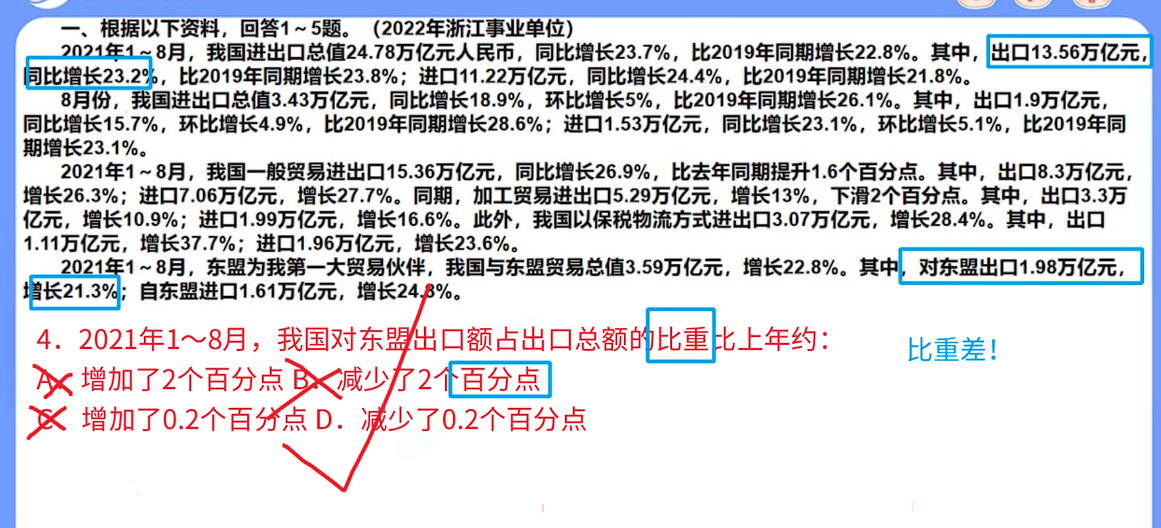 一、根据以下资料，回答1～5题。（2022年浙江事业单位）
2021年1～8月，我国进出口总值24.78万亿元人民币，同比增长23.7%，比2019年同期增长22.8%。其中，出口13.56万亿元，
同比增长23.2%，比2019年同期增长23.8%；进口11.22万亿元，同比增长24.4%，比2019年同期增长21.8%。
8月份，我国进出口总值3.43万亿元，同比增长18.9%，环比增长5%，比2019年同期增长26.1%。其中，出口1.9万亿元，
同比增长15.7%，环比增长4.9%，比2019年同期增长28.6%；进口1.53万亿元，同比增长23.1%，环比增长5.1%，比2019年同
期增长23.1%。
2021年1～8月，我国一般贸易进出口15.36万亿元，同比增长26.9%，比去年同期提升1.6个百分点。其中，出口8.3万亿元，
增长26.3%；进口7.06万亿元，增长27.7%。同期，加工贸易进出口5.29万亿元，增长13%，下滑2个百分点。其中，出口3.3万
亿元，增长10.9%；进口1.99万亿元，增长16.6%。此外，我国以保税物流方式进出口3.07万亿元，增长28.4%。其中，出口
1.11万亿元，增长37.7%；进口1.96万亿元，增长23.6%。
2021年1～8月，东盟为我第一大贸易伙伴，我国与东盟贸易总值3.59万亿元，增长22.8%。其中，对东盟出口1.98万亿元，
增长21.3%；自东盟进口1.61万亿元，增长24.8%。
4．2021年1～8月，我国对东盟出口额占出口总额的比重比上年约：
比重差！
A．增加了2个百分点 B．减少了2个百分点
C．增加了0.2个百分点 D．减少了0.2个百分点